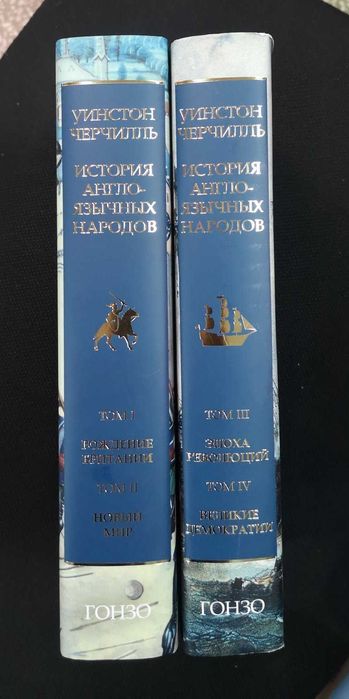 УИНСТОН
ЧЕРЧИЛЛЬ
ИСТОРИЯ
АНГЛО-
ЯЗЫЧНЫХ
НАРОДОВ
ТОМ I
РОЖДЕНИЕ
БРИТАНИИ
ТОМ II
НОВЫЙ
МИР
ГОНЗО
УИНСТОН
ЧЕРЧИЛЛЬ
ИСТОРИЯ
АНГЛО-
ЯЗЫЧНЫХ
НАРОДОВ
ТОМ III
ЭПОХА
РЕВОЛЮЦИЙ
ТОМ IV
ВЕЛИКИЕ
ДЕМОКРАТИИ
ГОНЗО